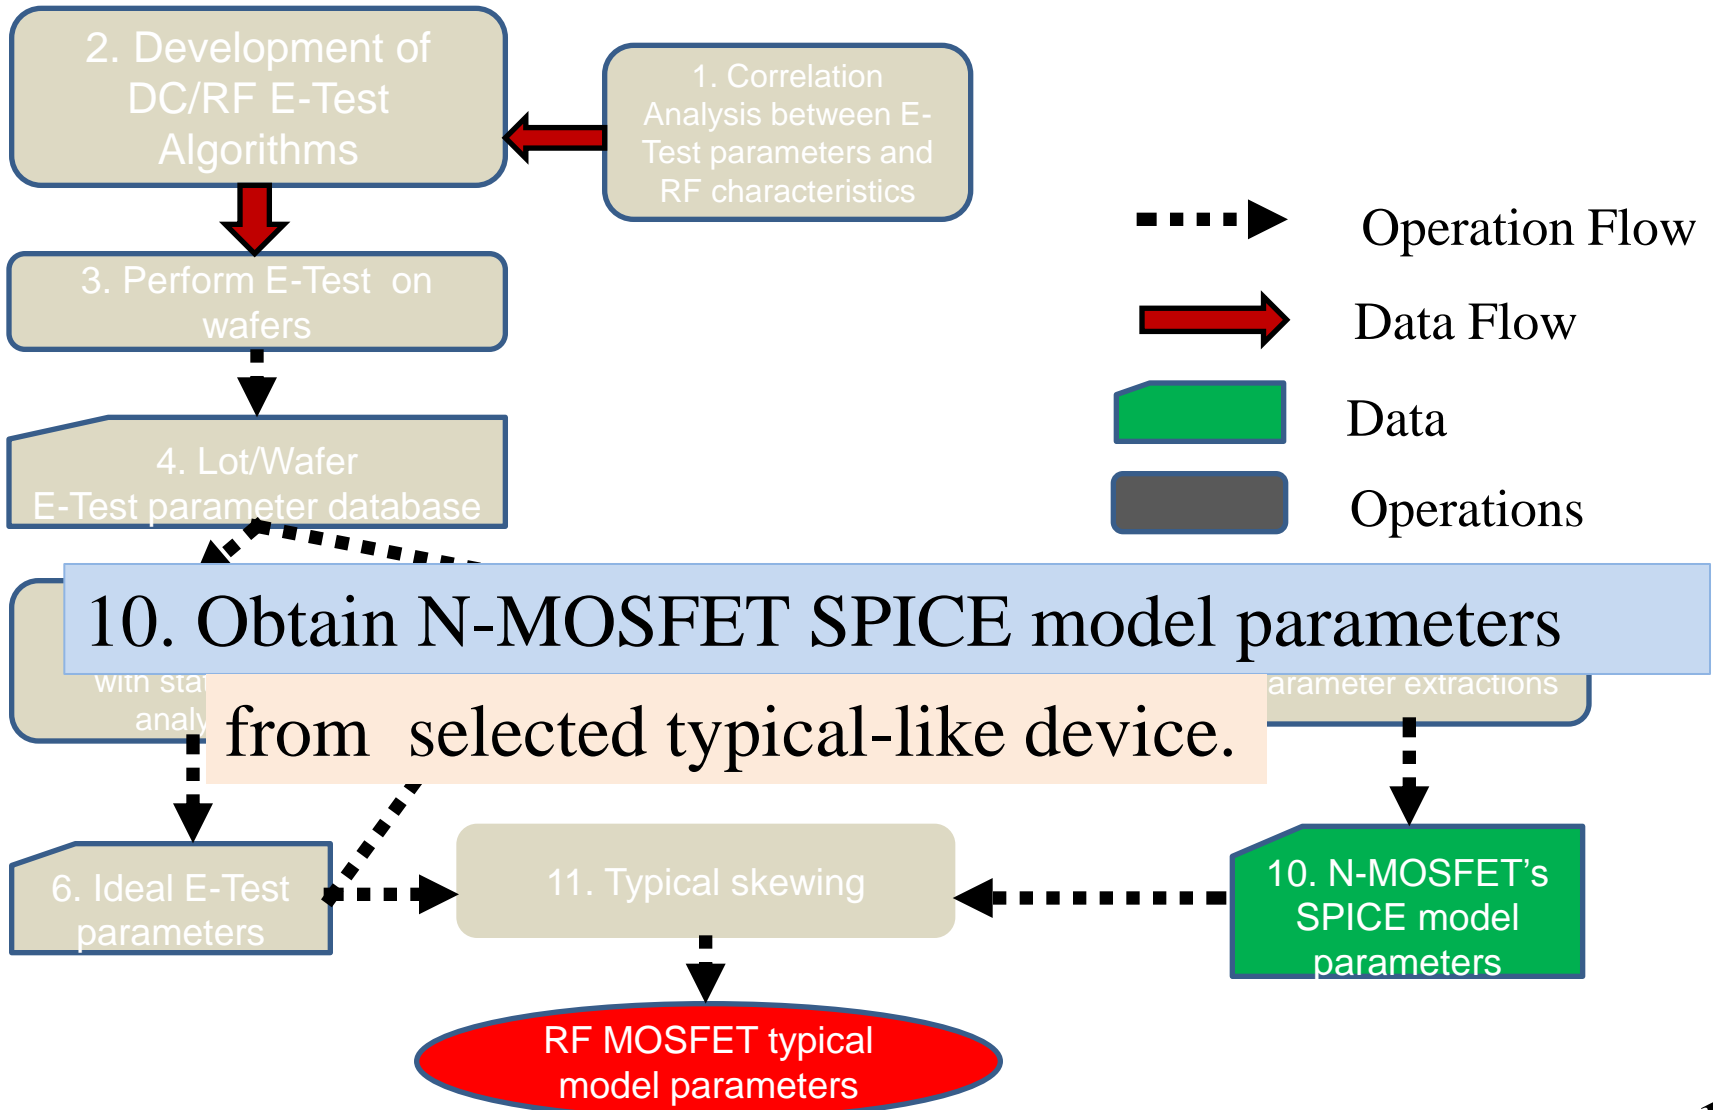 2. Development of
DC/RF E-Test
Algorithms
1. Correlation
Analysis between E-
Test parameters and
RF characteristics
3. Perform E-Test on
wafers
4. Lot/Wafer
E-Test parameter database
Operation Flow
Data Flow
Data
Operations
10. Obtain N-MOSFET SPICE model parameters
with
extractions
from selected typical-like device.
6. Ideal E-Test
parameters
11. Typical skewing
10. N-MOSFET's
SPICE model
parameters
RF MOSFET typical
model parameters